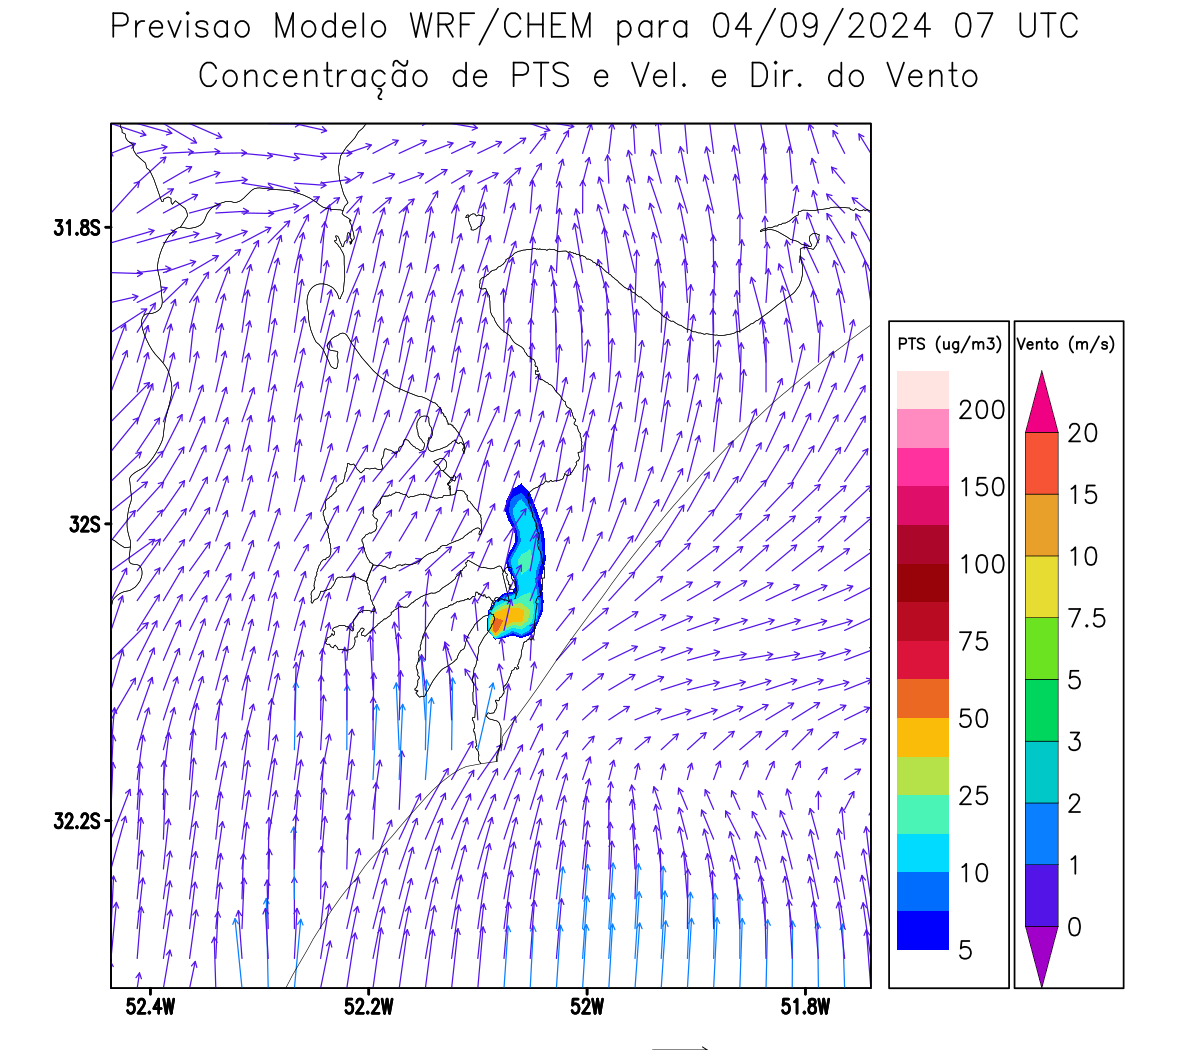 Previsao Modelo WRF/CHEM para 04/09/2024 07 UTC
Concentração de PTS e Vel. e Dir. do Vento
31.8S
32S
32.2S
52.4W 52.2W 52W 51.8W
PTS (ug/m3)
200
150
100
75
50
25
10
5
Vento (m/s)
20
15
10
7.5
5
3
2
1
0